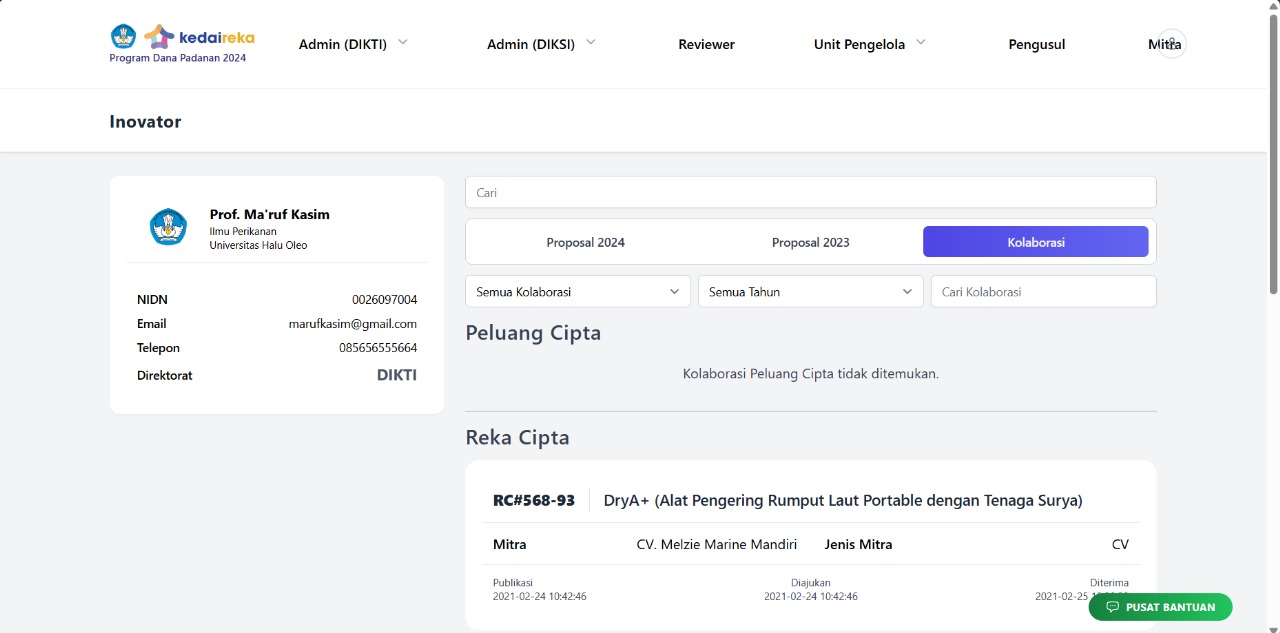 kedaireka
Program Dana Padanan 2024
Admin (DIKTI)
Admin (DIKSI)
Reviewer
Unit Pengelola
Pengusul
Mitra
Inovator
Prof. Ma'ruf Kasim
Ilmu Perikanan
Universitas Halu Oleo
NIDN 0026097004
Email marufkasim@gmail.com
Telepon 085656555664
Direktorat DIKTI
Cari
Proposal 2024 Proposal 2023 Kolaborasi
Semua Kolaborasi Semua Tahun Cari Kolaborasi
Peluang Cipta
Kolaborasi Peluang Cipta tidak ditemukan.
Reka Cipta
RC#568-93 DryA+ (Alat Pengering Rumput Laut Portable dengan Tenaga Surya)
Mitra CV. Melzie Marine Mandiri Jenis Mitra CV
Publikasi Diajukan Diterima
2021-02-24 10:42:46 2021-02-24 10:42:46 2021-02-25
PUSAT BANTUAN